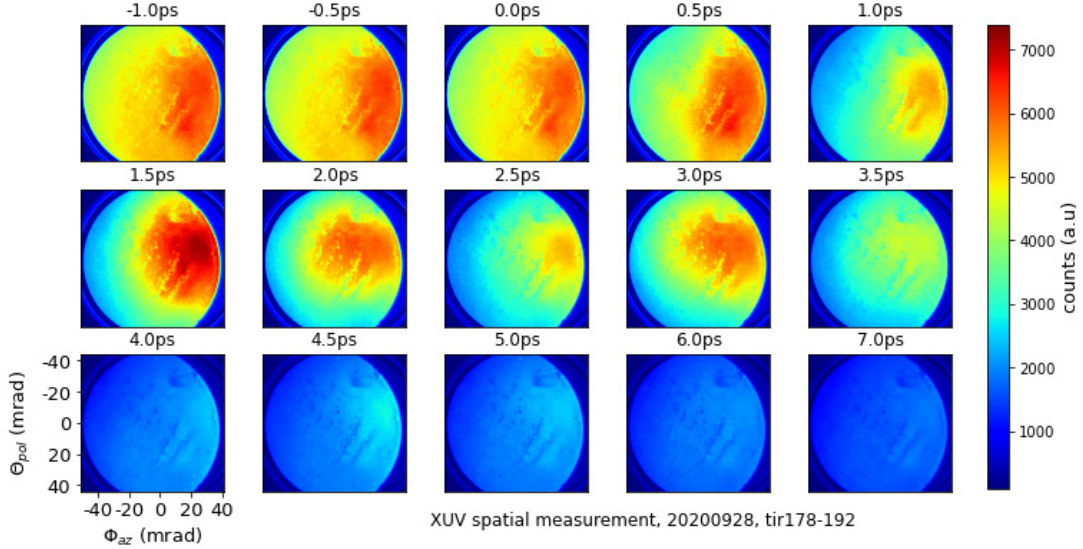 -1.0ps -0.5ps 0.0ps 0.5ps 1.0ps
1.5ps 2.0ps 2.5ps 3.0ps 3.5ps
4.0ps 4.5ps 5.0ps 6.0ps 7.0ps
-40
-20
0
20
40
Θpol (mrad)
-40 -20 0 20 40
Φaz (mrad)
XUV spatial measurement, 20200928, tir178-192
7000
6000
5000
4000
3000
2000
1000
counts (a.u)